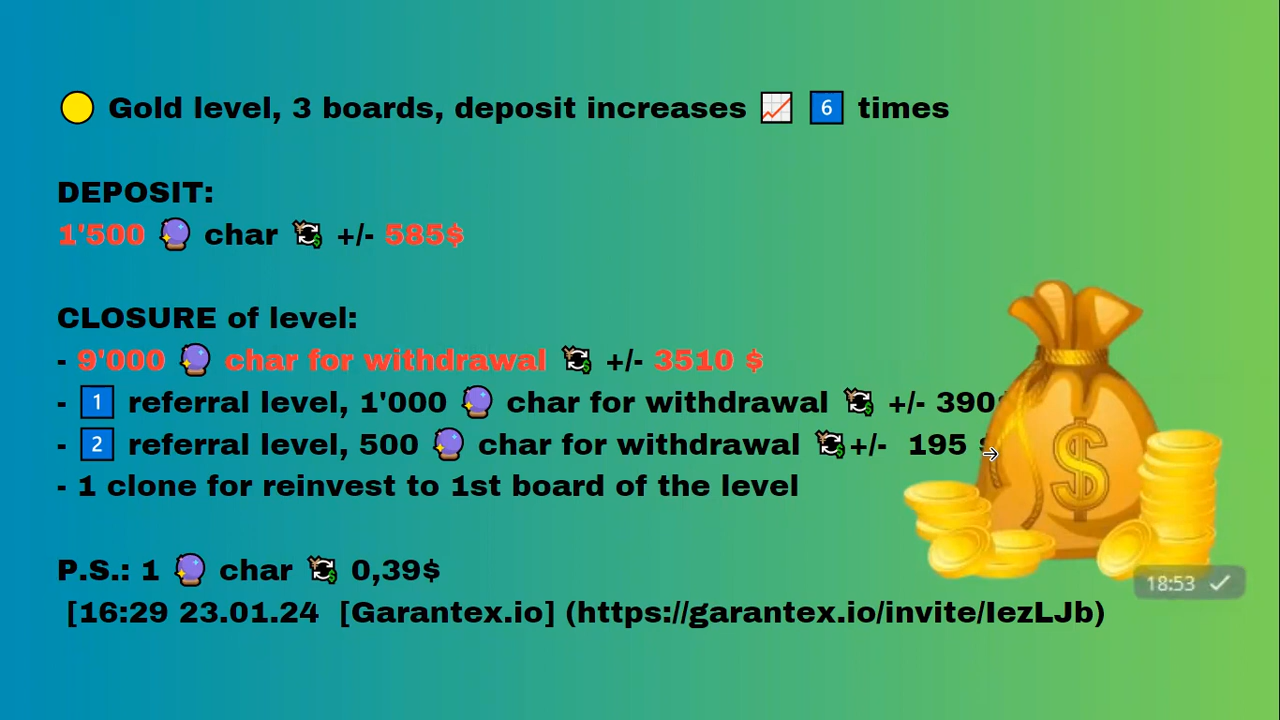 🟡 Gold level, 3 boards, deposit increases 📈 6️⃣ times
DEPOSIT:
1'500 🔮 char 💱 +/- 585$
CLOSURE of level:
- 9'000 🔮 char for withdrawal 💱 +/- 3510 $
- 1️⃣ referral level, 1'000 🔮 char for withdrawal 💱 +/- 390$
- 2️⃣ referral level, 500 🔮 char for withdrawal 💱+/-  195 $
- 1 clone for reinvest to 1st board of the level
P.S.: 1 🔮 char 💱 0,39$
[16:29 23.01.24  [Garantex.io] (https://garantex.io/invite/IezLJb)
18:53